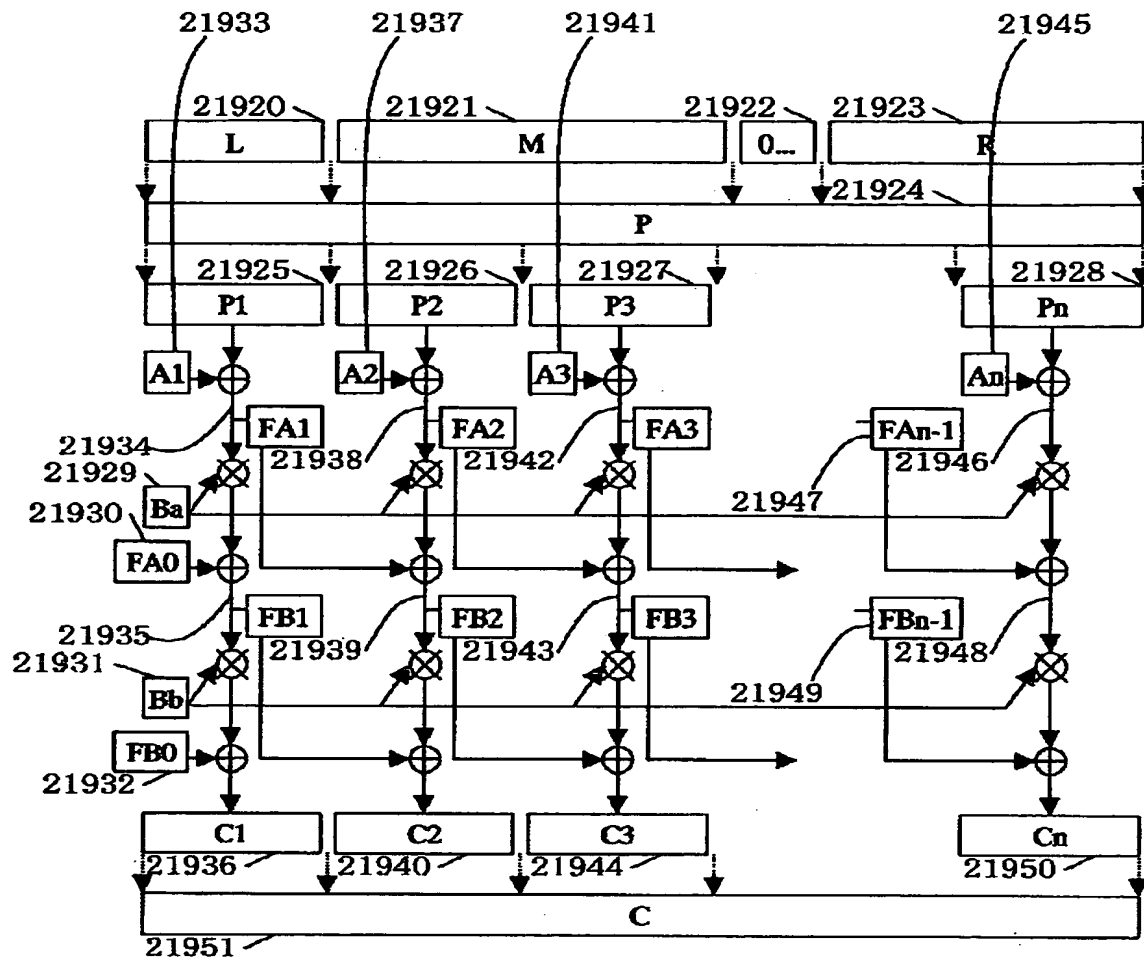 21933 21937 21941 21945
21920 21921 21922 21923
L M 0... R
21924
P
21925 21926 21927 21928
P1 P2 P3 Pn
A1 A2 A3 An
FA1 FA2 FA3 FAn-1
21934 21938 21942 21946
21929 21947
Ba
21930
FA0
FB1 FB2 FB3 FBn-1
21935 21939 21943 21948
21931 21949
Bb
FB0
21932
C1 C2 C3 Cn
21936 21940 21944 21950
C
21951